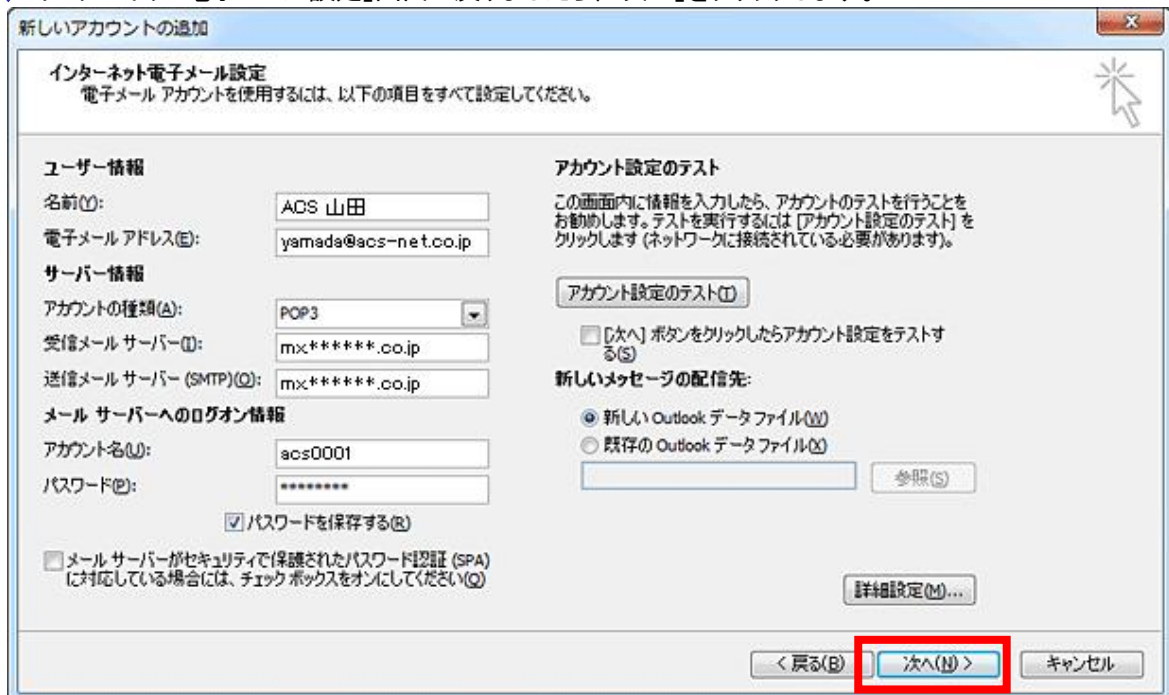 新しいアカウントの追加
インターネット電子メール設定
電子メール アカウントを使用するには、以下の項目をすべて設定してください。
ユーザー情報
名前(Y):
ACS 山田
電子メール アドレス(E):
yamada@acs-net.co.jp
サーバー情報
アカウントの種類(A):
POP3
受信メール サーバー(I):
mx******.co.jp
送信メール サーバー (SMTP)(O):
mx******.co.jp
メール サーバーへのログオン情報
アカウント名(U):
acs0001
パスワード(P):
********
パスワードを保存する(R)
メール サーバーがセキュリティで保護されたパスワード認証 (SPA)
に対応している場合には、チェック ボックスをオンにしてください(Q)
アカウント設定のテスト
この画面内に情報を入力したら、アカウントのテストを行うことを
お勧めします。テストを実行するには [アカウント設定のテスト] を
クリックします (ネットワークに接続されている必要があります)。
アカウント設定のテスト(T)
[次へ] ボタンをクリックしたらアカウント設定をテストす
る(S)
新しいメッセージの配信先:
新しい Outlook データ ファイル(W)
既存の Outlook データ ファイル(X)
参照(S)
詳細設定(M)...
< 戻る(B)
次へ(N) >
キャンセル